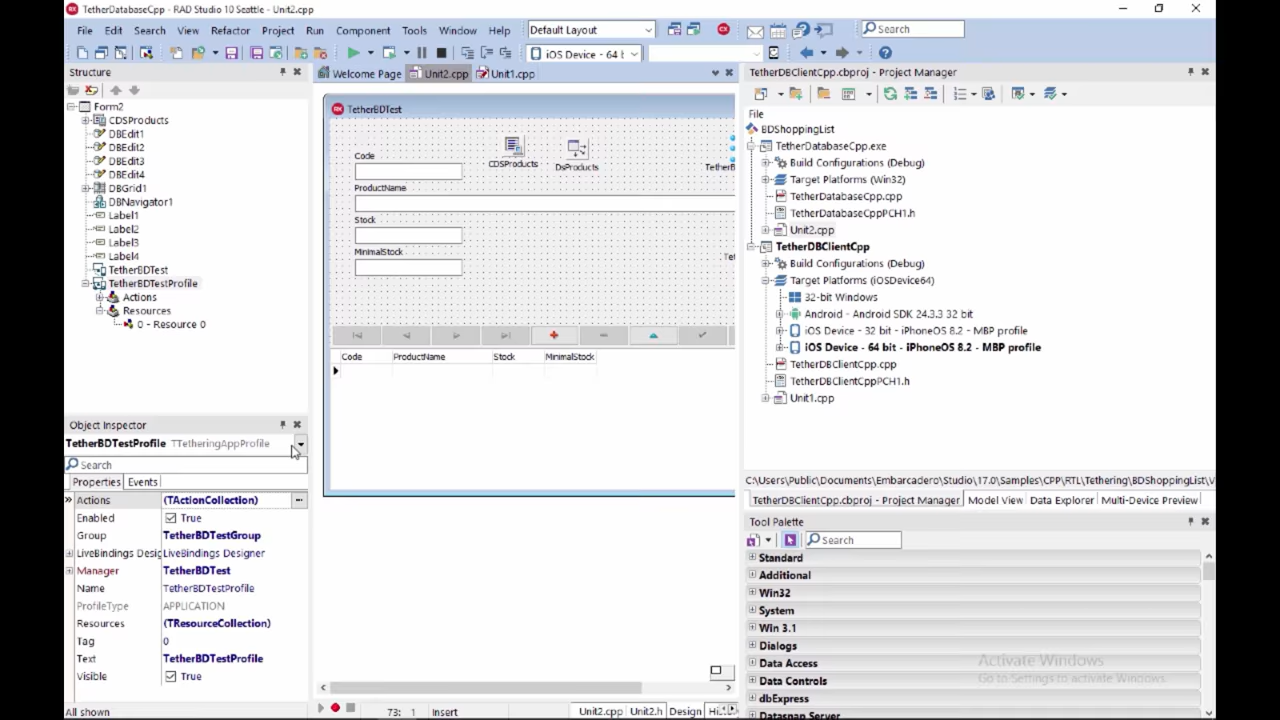 TetherDatabaseCpp - RAD Studio 10 Seattle - Unit2.cpp
File Edit Search View Refactor Project Run Component Tools Window Help
Default Layout
Search
iOS Device - 64 b
Structure
Form2
CDSProducts
DBEdit1
DBEdit2
DBEdit3
DBEdit4
DBGrid1
DBNavigator1
Label1
Label2
Label3
Label4
TetherBDTest
TetherBDTestProfile
Actions
Resources
0 - Resource 0
Object Inspector
TetherBDTestProfile TTetheringAppProfile
Search
Properties Events
Actions (TActionCollection)
Enabled True
Group TetherBDTestGroup
LiveBindings Desig LiveBindings Designer
Manager TetherBDTest
Name TetherBDTestProfile
ProfileType APPLICATION
Resources (TResourceCollection)
Tag 0
Text TetherBDTestProfile
Visible True
All shown
Welcome Page Unit2.cpp Unit1.cpp
TetherBDTest
Code
CDSProducts
DsProducts
TetherB
ProductName
Stock
MinimalStock
Tet
Code ProductName Stock MinimalStock
73: 1 Insert
Unit2.cpp Unit2.h Design Hi
TetherDBClientCpp.cbproj - Project Manager
File
BDShoppingList
TetherDatabaseCpp.exe
Build Configurations (Debug)
Target Platforms (Win32)
TetherDatabaseCpp.cpp
TetherDatabaseCppPCH1.h
Unit2.cpp
TetherDBClientCpp
Build Configurations (Debug)
Target Platforms (iOSDevice64)
32-bit Windows
Android - Android SDK 24.3.3 32 bit
iOS Device - 32 bit - iPhoneOS 8.2 - MBP profile
iOS Device - 64 bit - iPhoneOS 8.2 - MBP profile
TetherDBClientCpp.cpp
TetherDBClientCppPCH1.h
Unit1.cpp
C:\Users\Public\Documents\Embarcadero\Studio\17.0\Samples\CPP\RTL\Tethering\BDShoppingList\V
TetherDBClientCpp.cbproj - Project Manager Model View Data Explorer Multi-Device Preview
Tool Palette
Search
Standard
Additional
Win32
System
Win 3.1
Dialogs
Data Access
Data Controls
dbExpress
Datasnap Server
Activate Windows
Go to Settings to activate Windows.